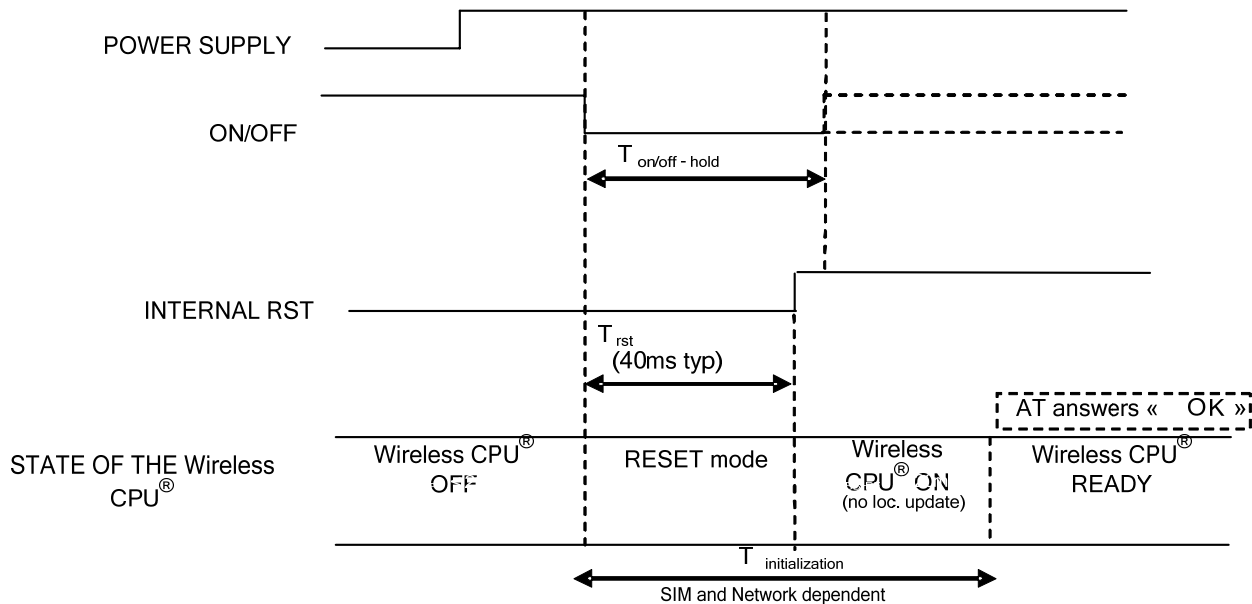 POWER SUPPLY
ON/OFF
T on/off - hold
INTERNAL RST
T rst
(40ms typ)
AT answers « OK »
STATE OF THE Wireless
CPU®
Wireless CPU®
OFF
RESET mode
Wireless
CPU® ON
(no loc. update)
Wireless CPU®
READY
T initialization
SIM and Network dependent